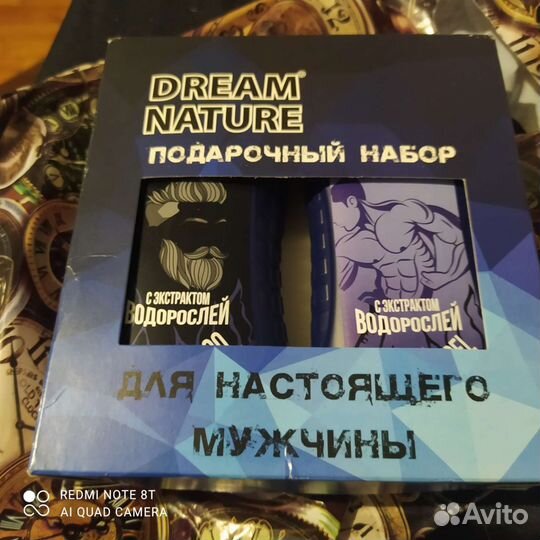 DREAM
NATURE®
ПОДАРОЧНЫЙ НАБОР
С ЭКСТРАКТОМ
ВОДОРОСЛЕЙ
С ЭКСТРАКТОМ
ВОДОРОСЛЕЙ
ДЛЯ НАСТОЯЩЕГО
МУЖЧИНЫ
REDMI NOTE 8T
AI QUAD CAMERA
Avito